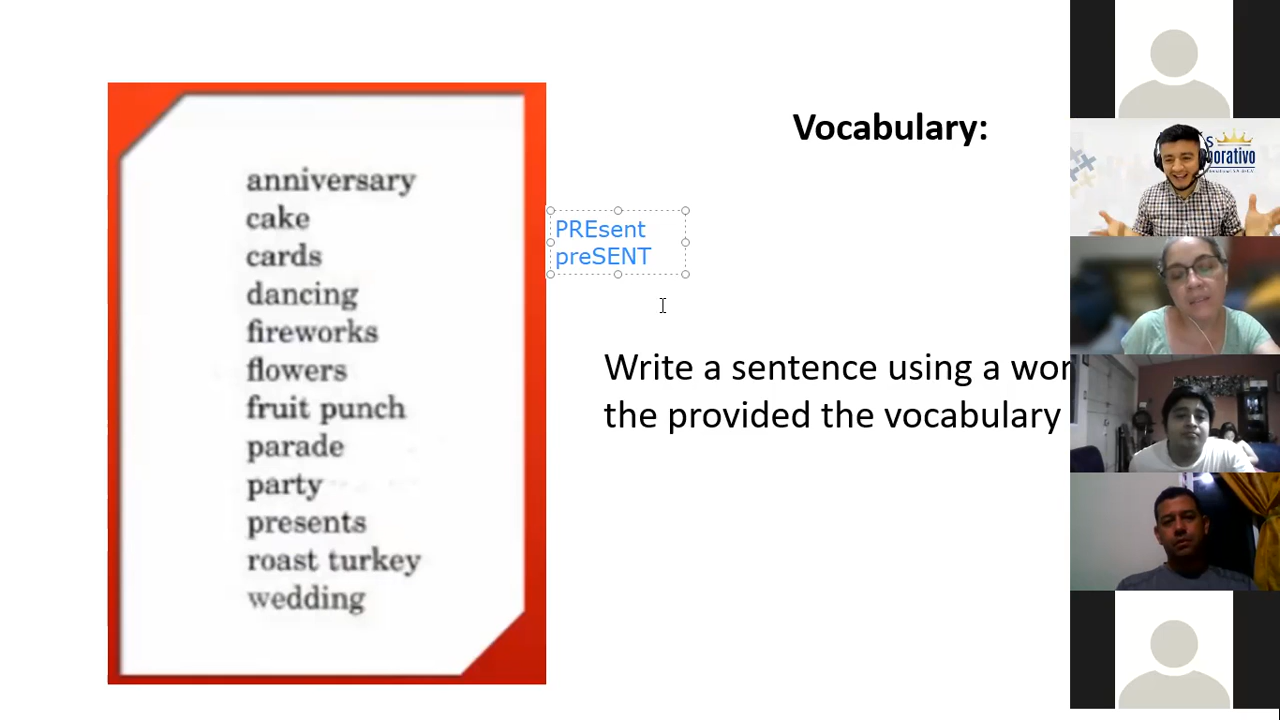 Vocabulary:
anniversary
cake
cards
dancing
fireworks
flowers
fruit punch
parade
party
presents
roast turkey
wedding
PREsent
preSENT
Write a sentence using a wor
the provided the vocabulary
orativo